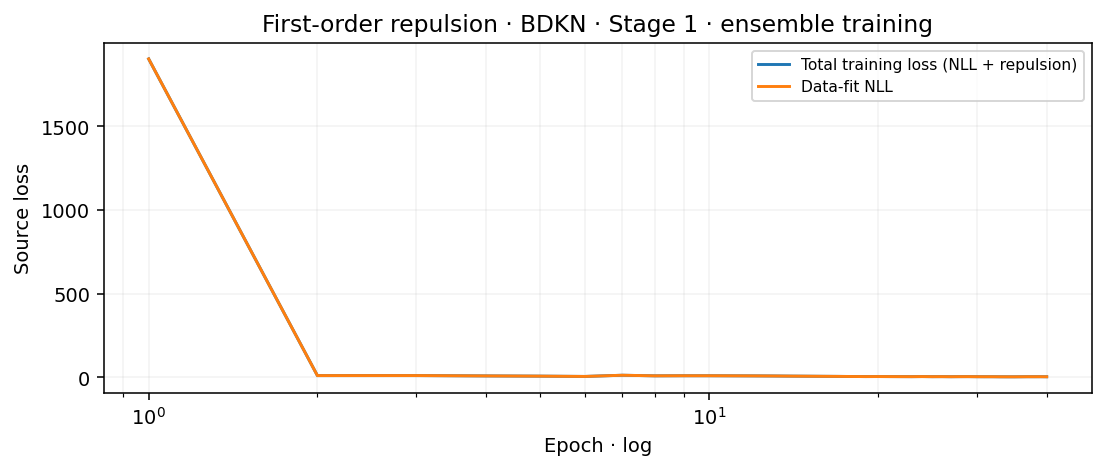 First-order repulsion · BDKN · Stage 1 · ensemble training
Total training loss (NLL + repulsion)
Data-fit NLL
Source loss
1500
1000
500
0
10⁰
10¹
Epoch · log